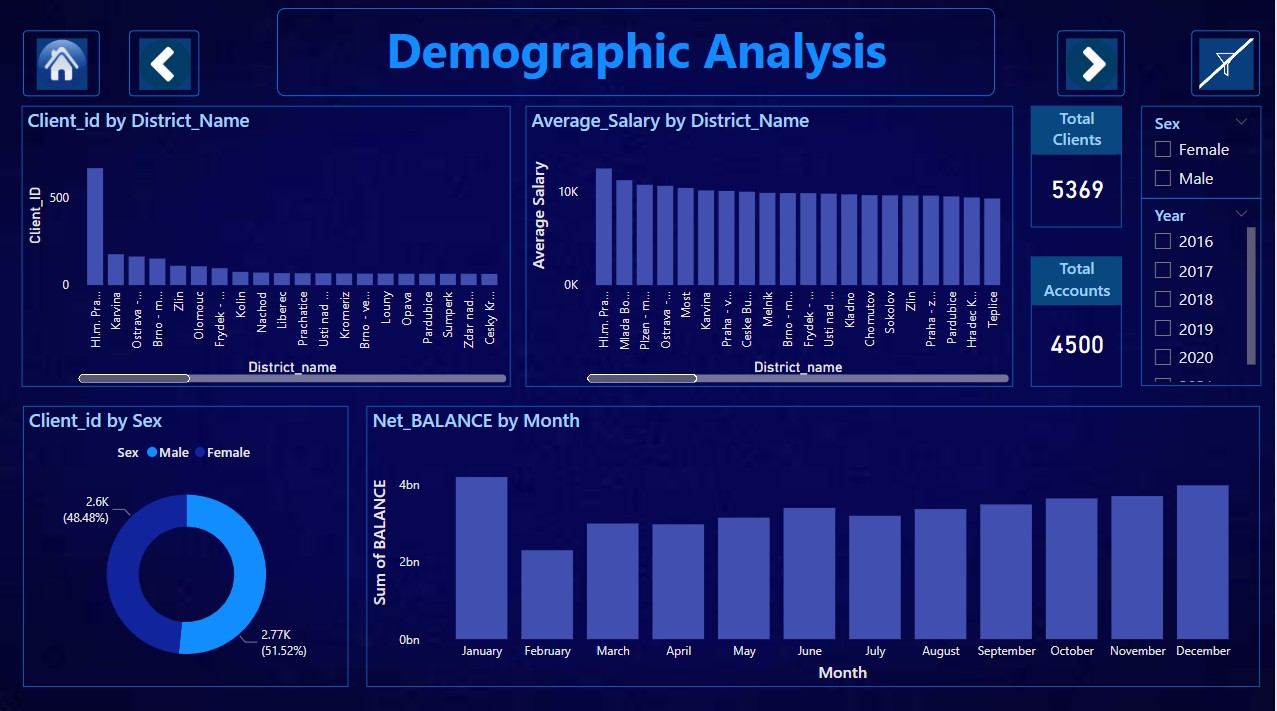 Demographic Analysis
Client_id by District_Name
Client_ID
500
0
Hl.m. Pra...
Karvina
Ostrava - ...
Brno - m...
Zlin
Olomouc
Frydek - ...
Kolin
Nachod
Liberec
Prachatice
Usti nad ...
Kromeriz
Brno - ve...
Louny
Opava
Pardubice
Sumperk
Zdar nad...
Cesky Kr...
District_name
Average_Salary by District_Name
Average Salary
10K
0K
Hl.m. Pra...
Mlada Bo...
Plzen - m...
Ostrava - ...
Most
Karvina
Praha - v...
Ceske Bu...
Melnik
Brno - m...
Frydek - ...
Usti nad ...
Kladno
Chomutov
Sokolov
Zlin
Praha - z...
Pardubice
Hradec K...
Teplice
District_name
Total
Clients
5369
Total
Accounts
4500
Sex
Female
Male
Year
2016
2017
2018
2019
2020
Client_id by Sex
Sex Male Female
2.6K
(48.48%)
2.77K
(51.52%)
Net_BALANCE by Month
Sum of BALANCE
4bn
2bn
0bn
January February March April May June July August September October November December
Month